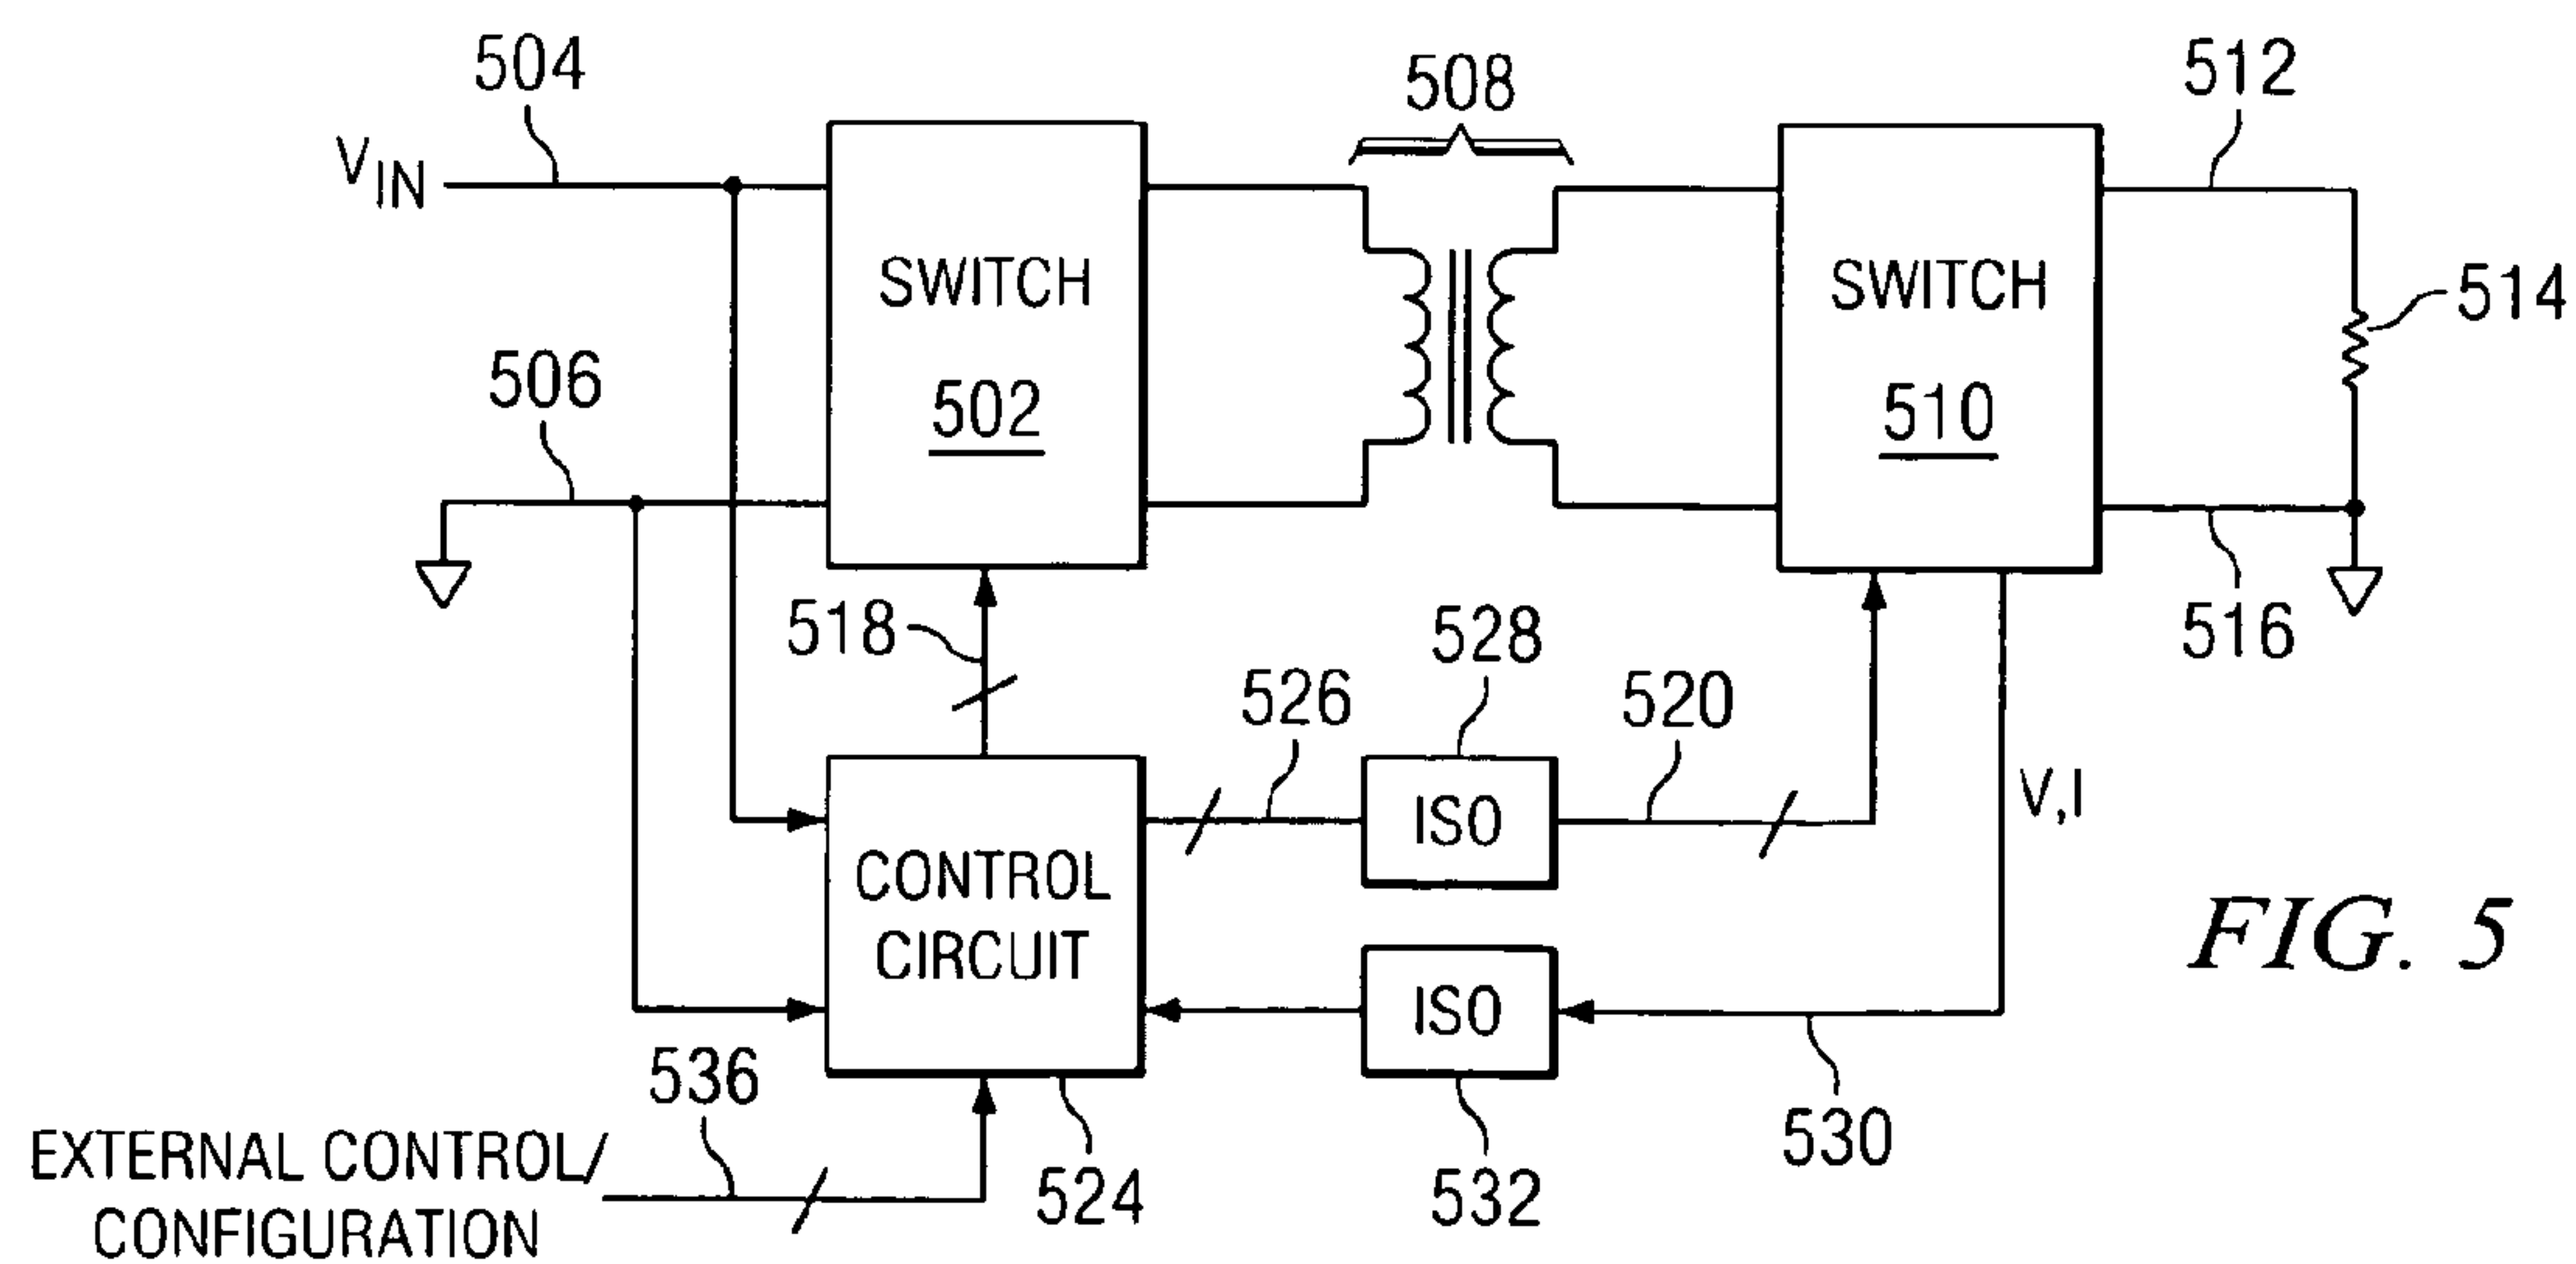 504
508
512
V_IN
SWITCH
502
SWITCH
510
514
506
518
528
516
526
520
V,I
ISO
CONTROL
CIRCUIT
ISO
FIG. 5
536
530
EXTERNAL CONTROL/
CONFIGURATION
524
532